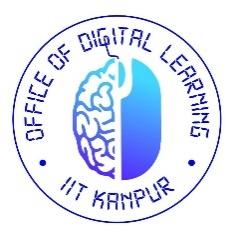 OFFICE OF DIGITAL LEARNING
IIT KANPUR